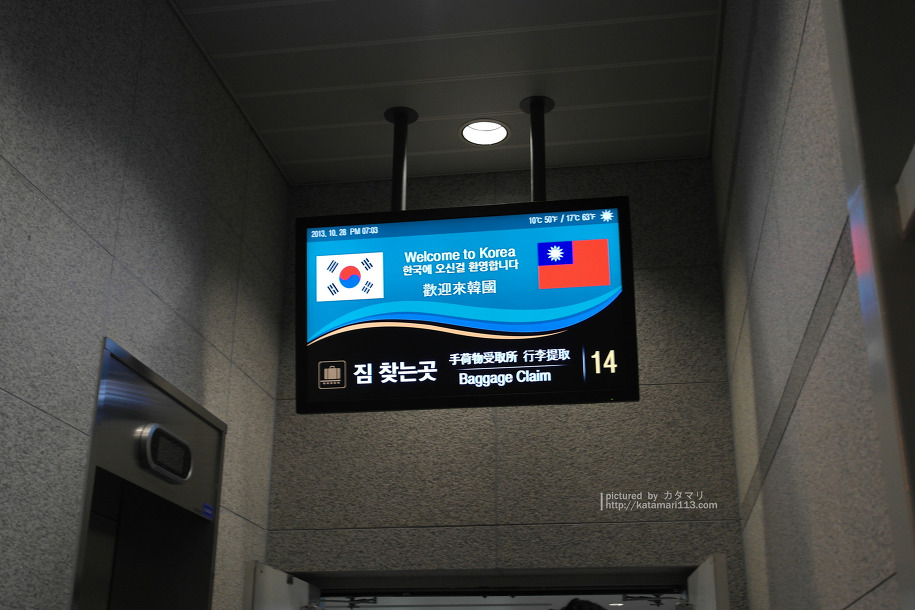 2013. 10. 28 PM 07:03
10℃ 50℉ / 17℃ 63℉
Welcome to Korea
한국에 오신걸 환영합니다
歡迎來韓國
짐 찾는곳
手荷物受取所 行李提取
Baggage Claim
14
pictured by カタマリ
http://katamari113.com